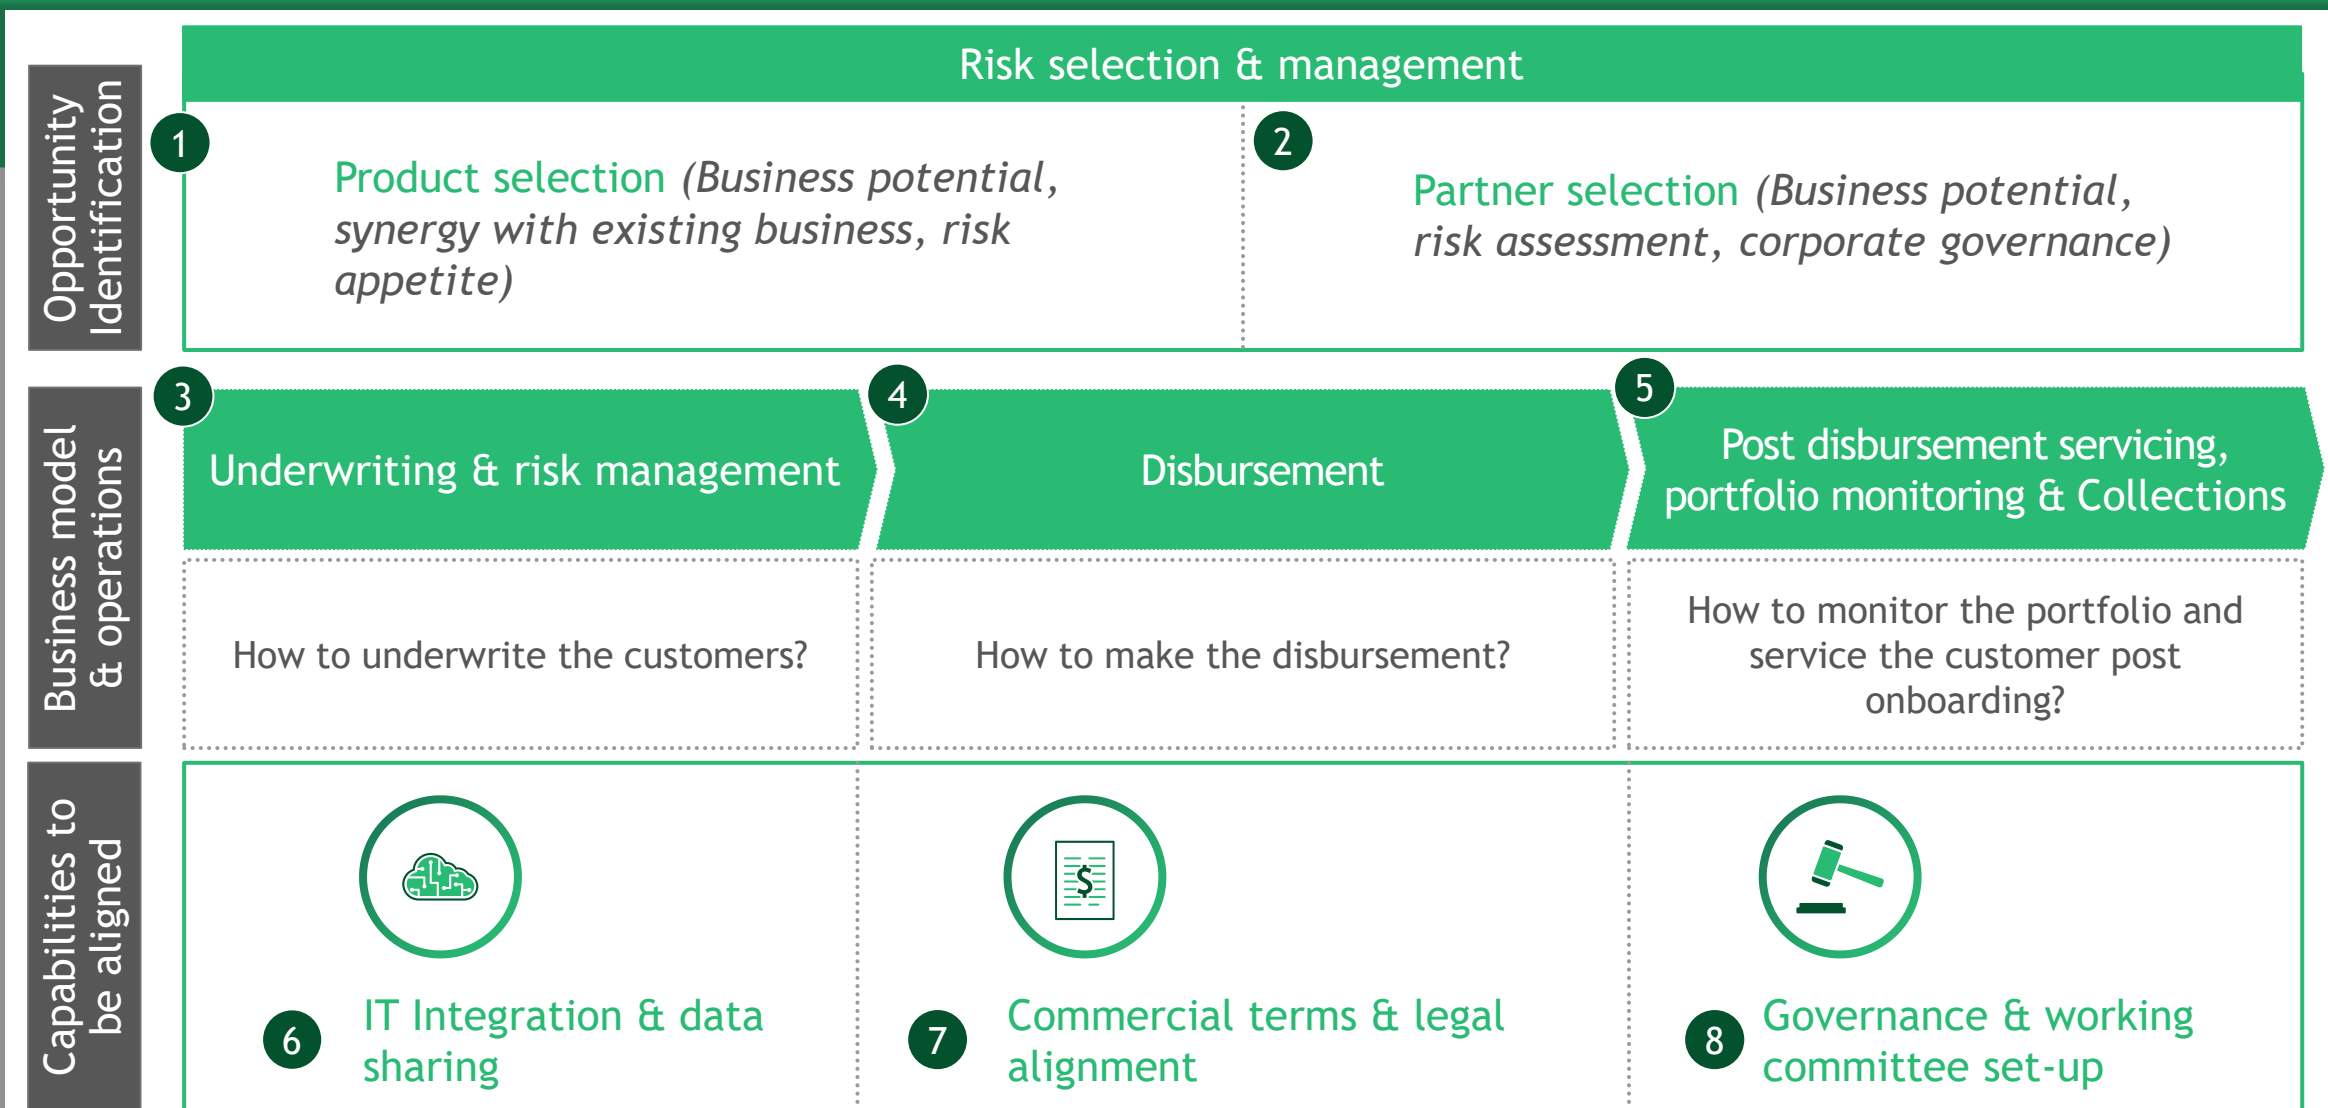 Risk selection & management
Opportunity
Identification
1
Product selection (Business potential,
synergy with existing business, risk
appetite)
2
Partner selection (Business potential,
risk assessment, corporate governance)
Business model
& operations
3
Underwriting & risk management
4
Disbursement
5
Post disbursement servicing,
portfolio monitoring & Collections
How to underwrite the customers?
How to make the disbursement?
How to monitor the portfolio and
service the customer post
onboarding?
Capabilities to
be aligned
$
6
IT Integration & data
sharing
7
Commercial terms & legal
alignment
8
Governance & working
committee set-up